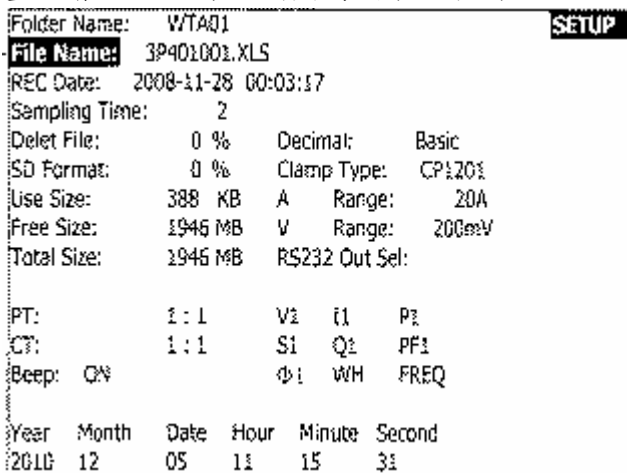 Folder Name: WTA01 SETUP
File Name: 3P401001.XLS
REC Date: 2008-11-28 00:03:17
Sampling Time: 2
Delet File: 0 % Decimal: Basic
SD Format: 0 % Clamp Type: CP1201
Use Size: 388 KB A Range: 20A
Free Size: 1946 MB V Range: 200mV
Total Size: 1946 MB RS232 Out Sel:
PT: 1 : 1 V1 I1 P1
CT: 1 : 1 S1 Q1 PF1
Beep: ON Φ1 WH FREQ
Year Month Date Hour Minute Second
2010 12 05 11 15 31